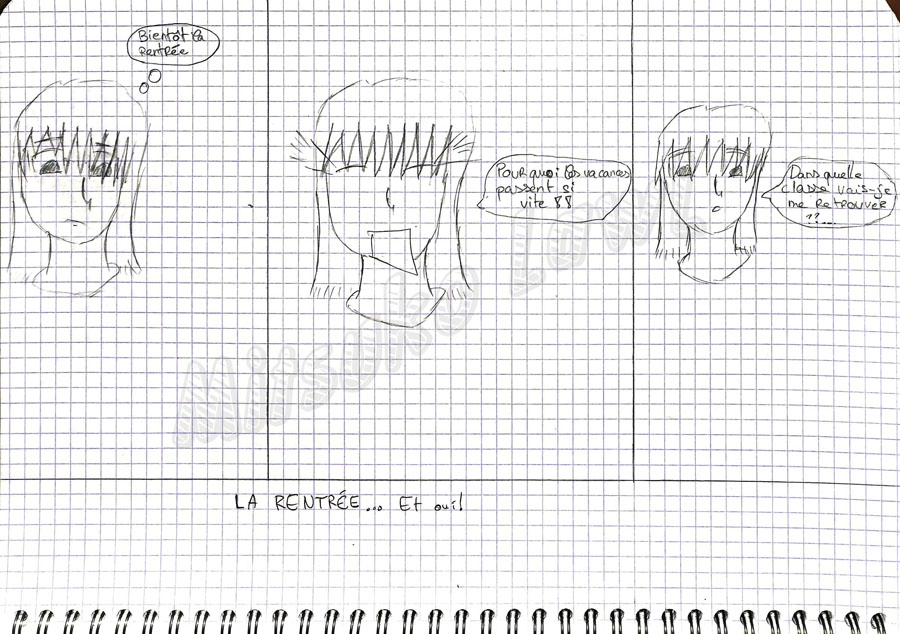 Bientôt la
rentrée
Pourquoi les vacances
passent si
vite !!
Dans quelle
classe vais-je
me retrouver
??....
LA RENTRÉE... Et oui!